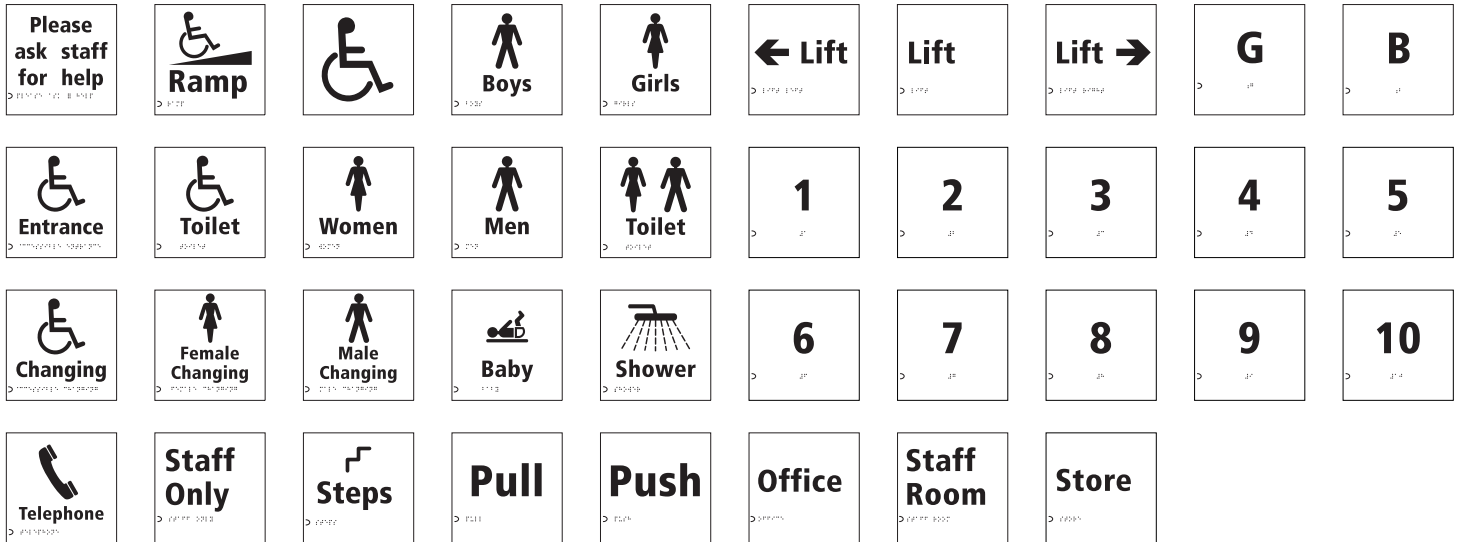 Please
ask staff
for help
Ramp
Boys
Girls
Lift
Lift
Lift
G
B
Entrance
Toilet
Women
Men
Toilet
1
2
3
4
5
Changing
Female
Changing
Male
Changing
Baby
Shower
6
7
8
9
10
Telephone
Staff
Only
Steps
Pull
Push
Office
Staff
Room
Store